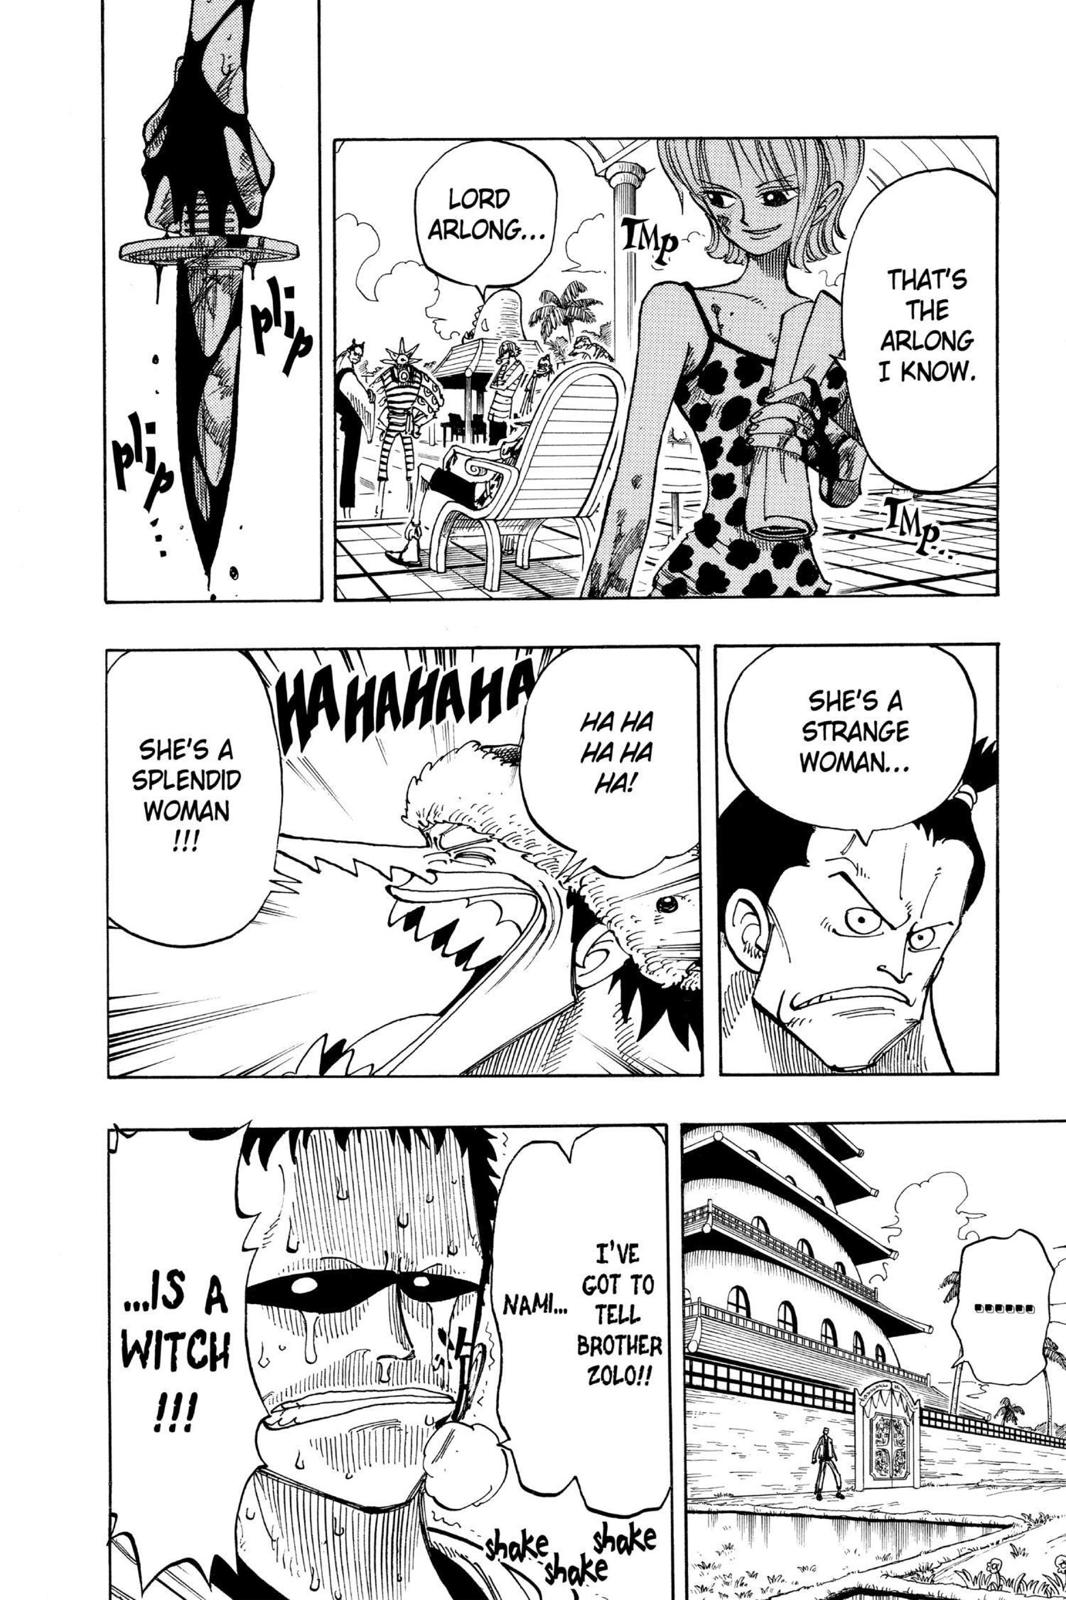 THAT'S
THE
ARLONG
I KNOW.
LORD
ARLONG...
TMP
TMP...
PLIP
PLIP...
SHE'S A
STRANGE
WOMAN...
HA HA
HA HA
HA!
HA HAHAHAHA
SHE'S A
SPLENDID
WOMAN
!!!
.......
I'VE
GOT TO
TELL
BROTHER
ZOLO!!
NAMI...
...IS A
WITCH
!!!
shake
shake
shake